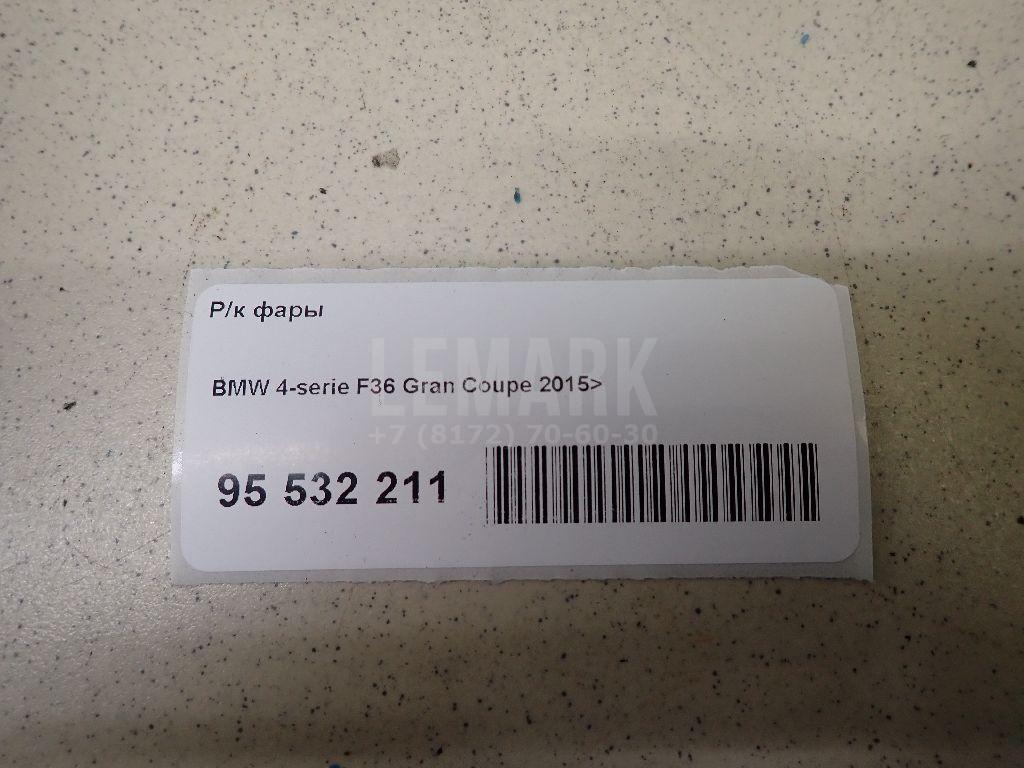 Р/к фары
LEMARK
BMW 4-serie F36 Gran Coupe 2015>
+7 (8172) 70-60-30
95 532 211